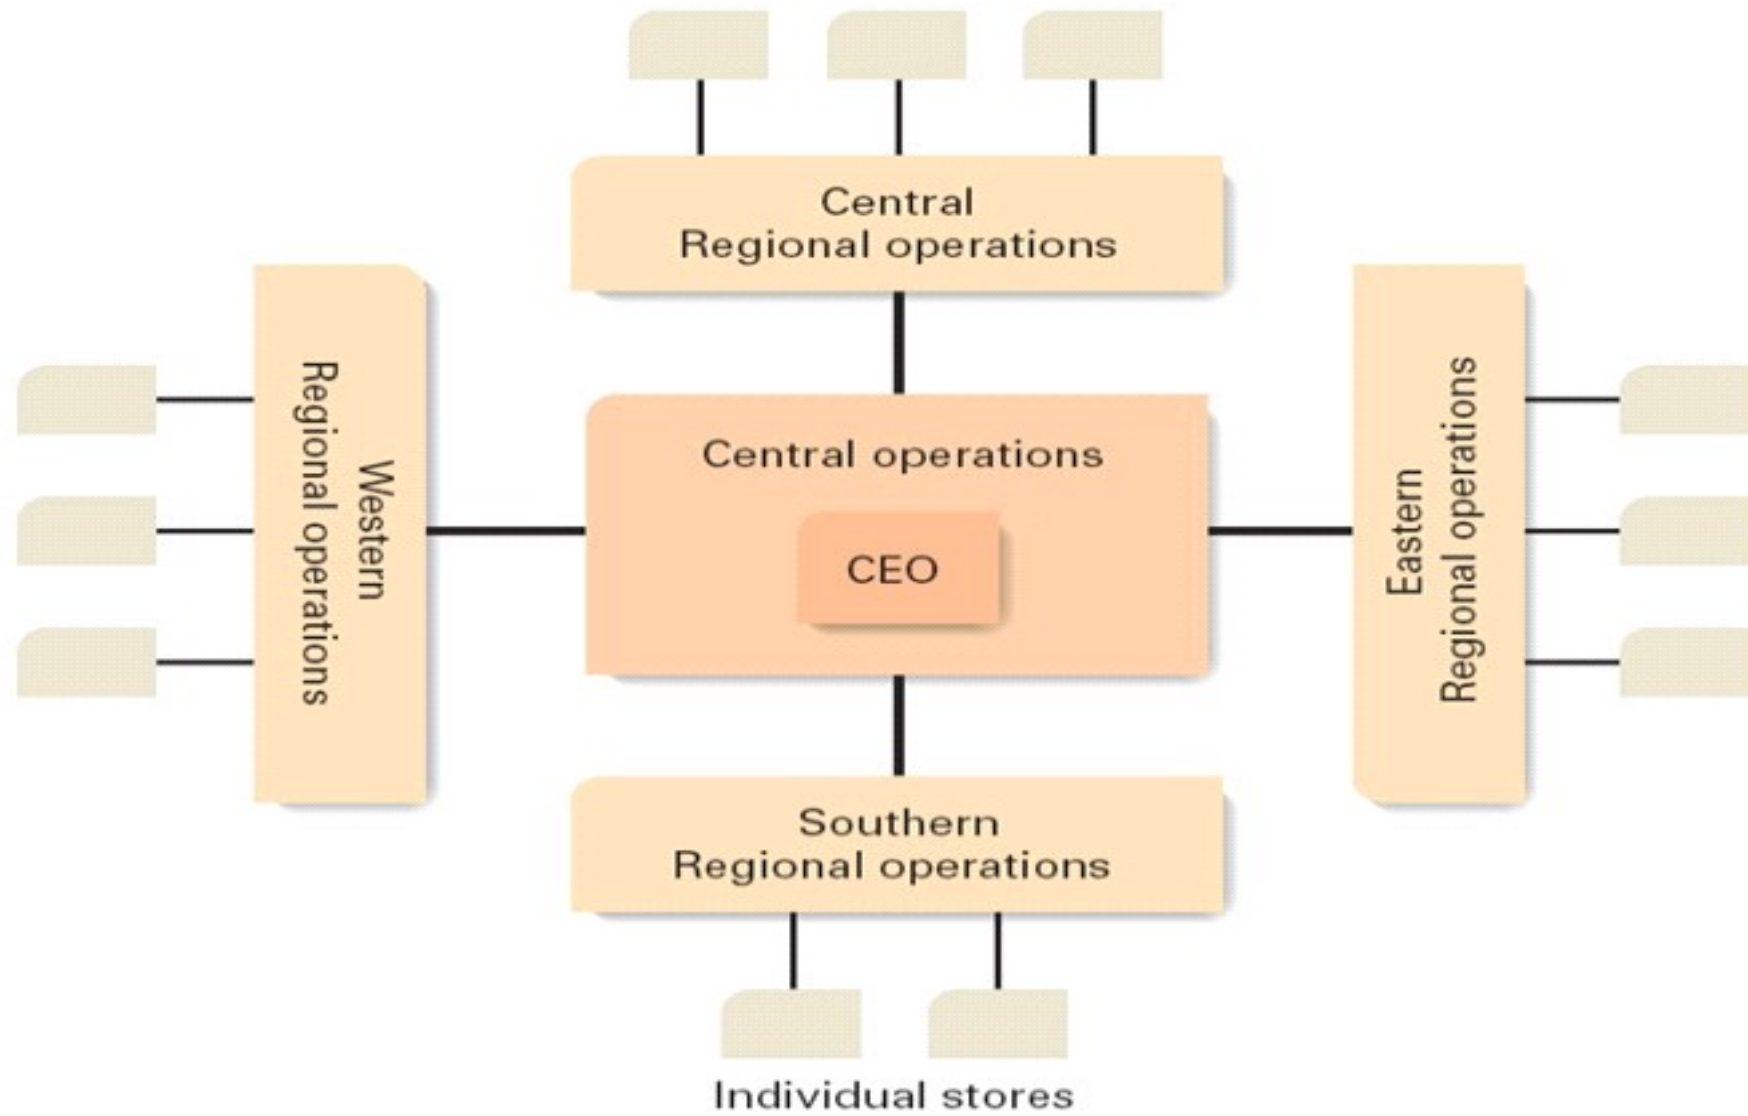 Central
Regional operations
Western
Regional operations
Central operations
CEO
Eastern
Regional operations
Southern
Regional operations
Individual stores